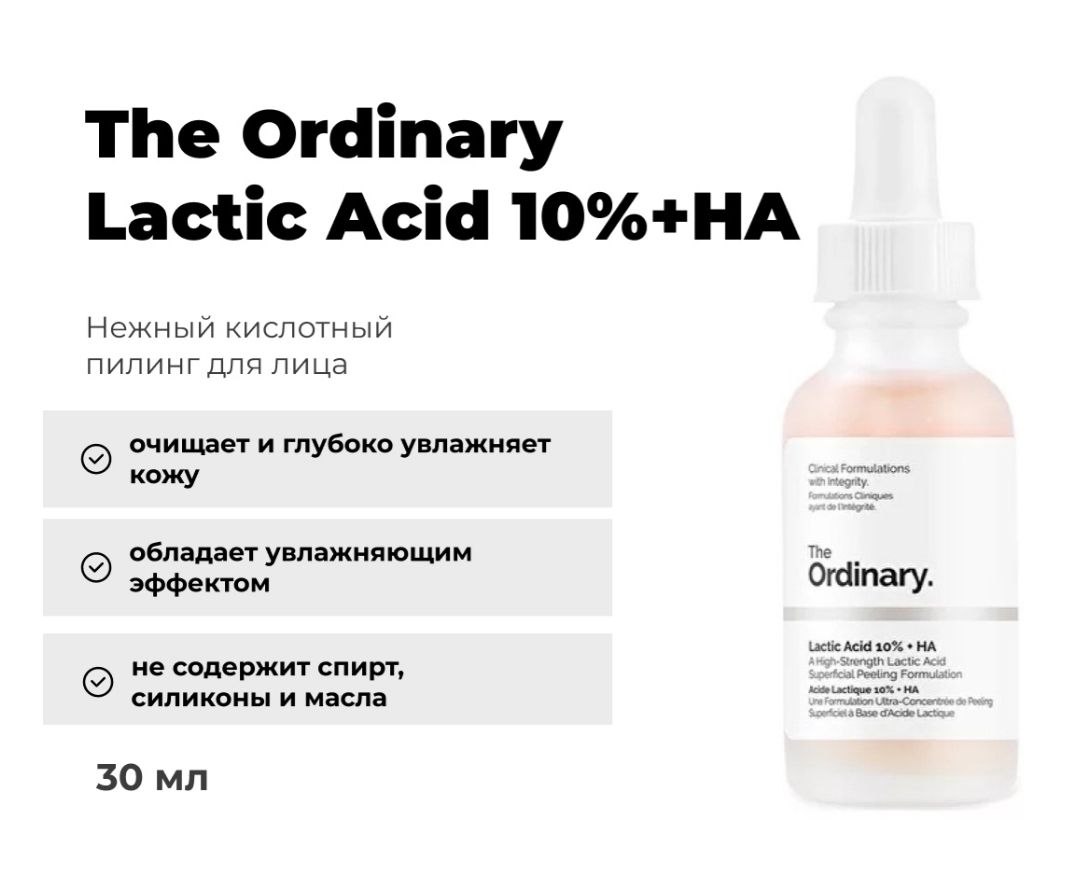 The Ordinary
Lactic Acid 10%+HA
Нежный кислотный
пилинг для лица
очищает и глубоко увлажняет
кожу
обладает увлажняющим
эффектом
не содержит спирт,
силиконы и масла
30 мл
Clinical Formulations
with Integrity.
Formulations Cliniques
ayant de l'intégrité.
The
Ordinary.
Lactic Acid 10% + HA
A High-Strength Lactic Acid
Superficial Peeling Formulation
Acide Lactique 10% + HA
Une Formulation Ultra-Concentrée de Peeling
Superficiel à Base d'Acide Lactique